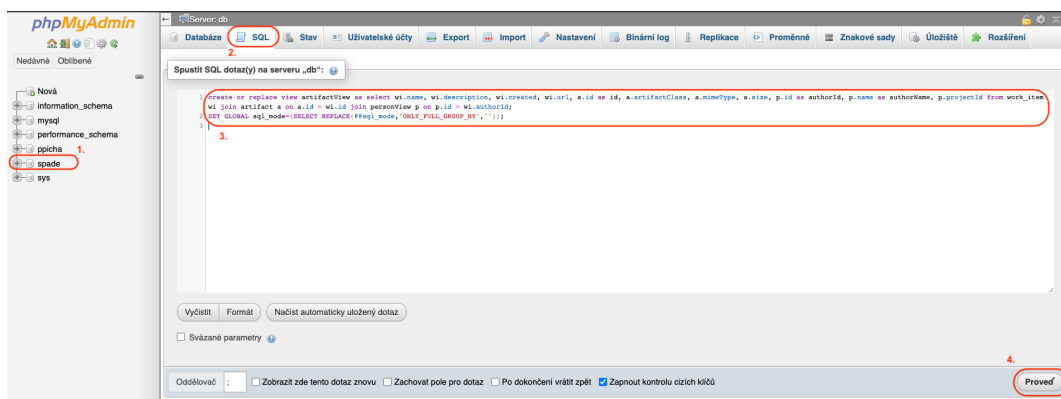 phpMyAdmin
Nedávné Oblíbené
Nová
information_schema
mysql
performance_schema
ppicha
1.
spade
sys
Server: db
Databáze SQL Stav Uživatelské účty Export Import Nastavení Binární log Replikace Proměnné Znakové sady Úložiště Rozšíření
2.
Spustit SQL dotaz(y) na serveru „db“:
1 create or replace view artifactView as select wi.name, wi.description, wi.created, wi.url, a.id as id, a.artifactClass, a.mimeType, a.size, p.id as authorId, p.name as authorName, p.projectId from work_item
wi join artifact a on a.id = wi.id join personView p on p.id = wi.authorId;
2 SET GLOBAL sql_mode=(SELECT REPLACE(@@sql_mode,'ONLY_FULL_GROUP_BY',''));
3
3.
Vyčistit Formát Načíst automaticky uložený dotaz
Svázané parametry
4.
Oddělovač ; Zobrazit zde tento dotaz znovu Zachovat pole pro dotaz Po dokončení vrátit zpět Zapnout kontrolu cizích klíčů Proveď